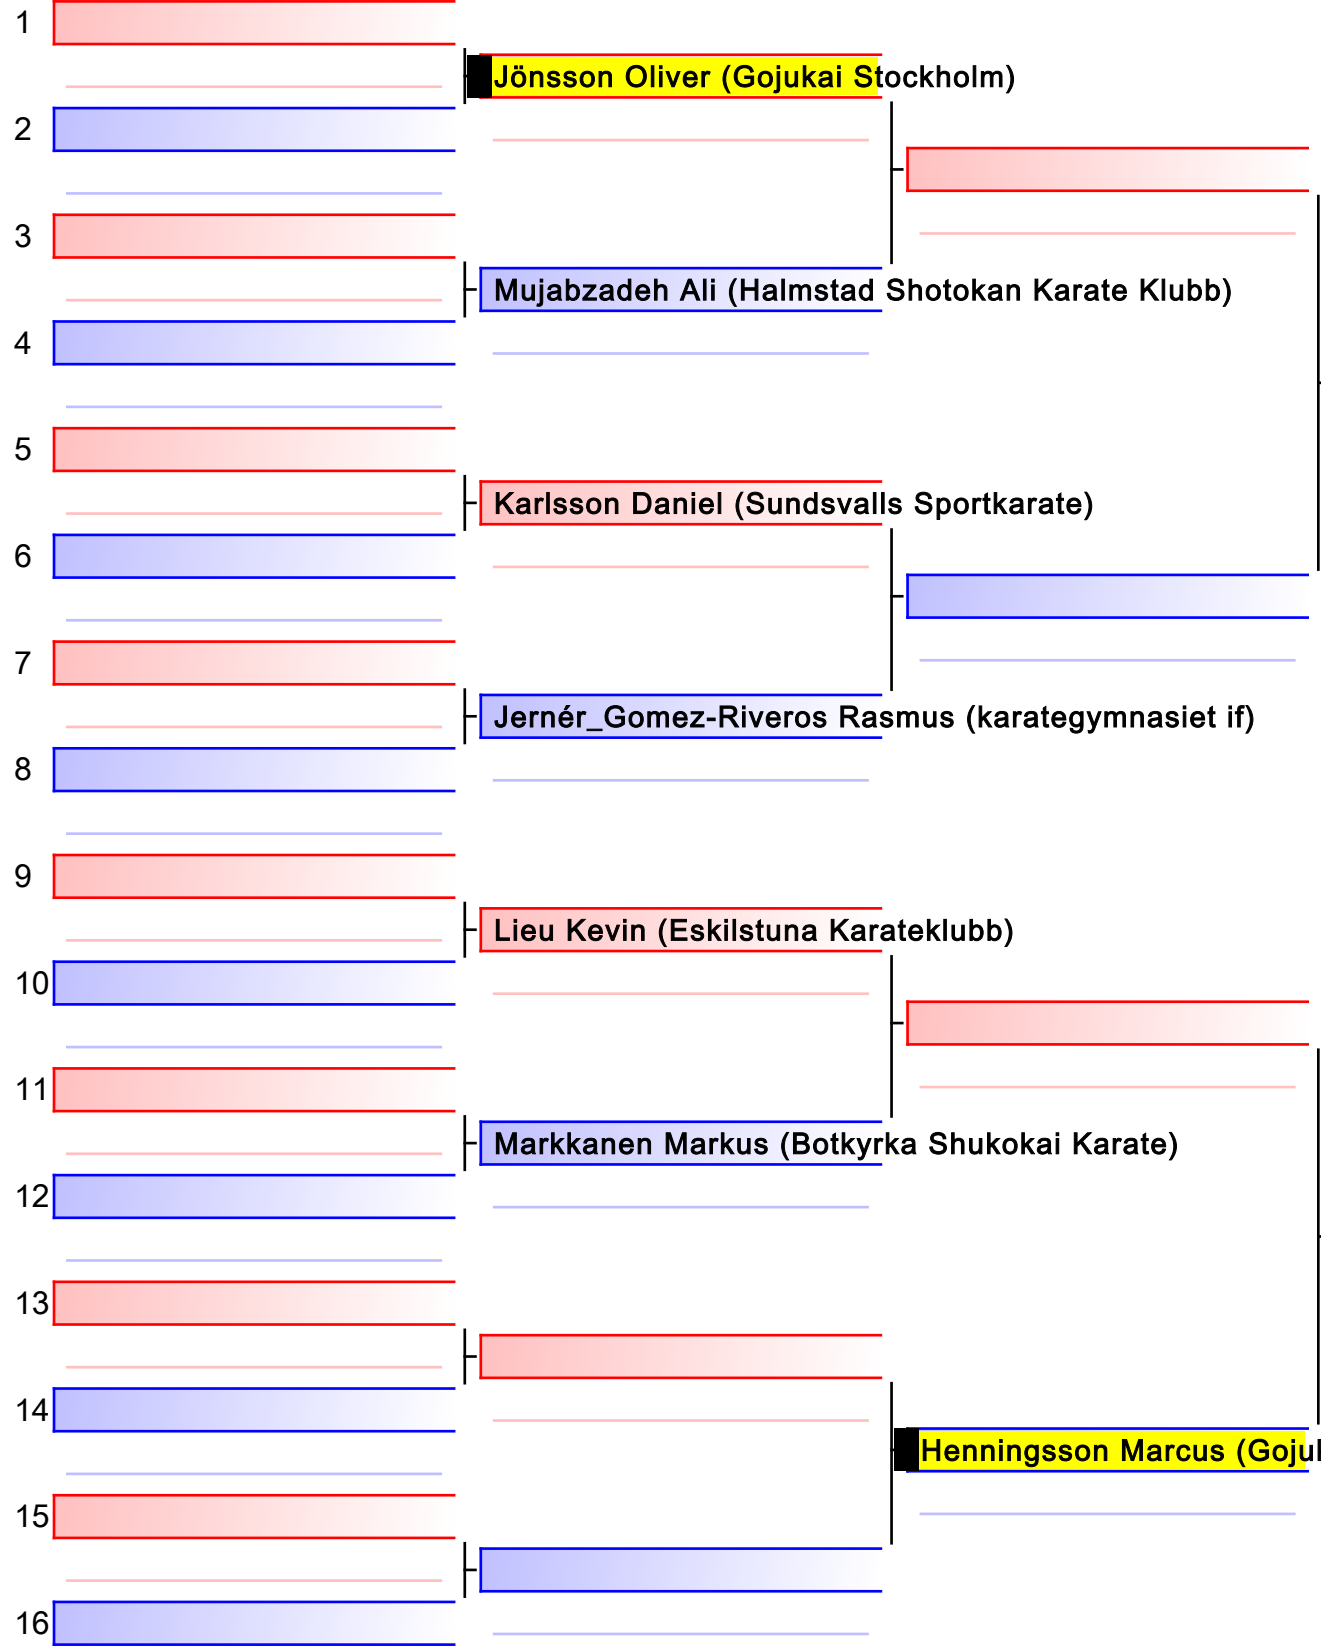 1
Jönsson Oliver (Gojukai Stockholm)
2
3
Mujabzadeh Ali (Halmstad Shotokan Karate Klubb)
4
5
Karlsson Daniel (Sundsvalls Sportkarate)
6
7
Jernér_Gomez-Riveros Rasmus (karategymnasiet if)
8
9
Lieu Kevin (Eskilstuna Karateklubb)
10
11
Markkanen Markus (Botkyrka Shukokai Karate)
12
13
14
Henningsson Marcus
15
16